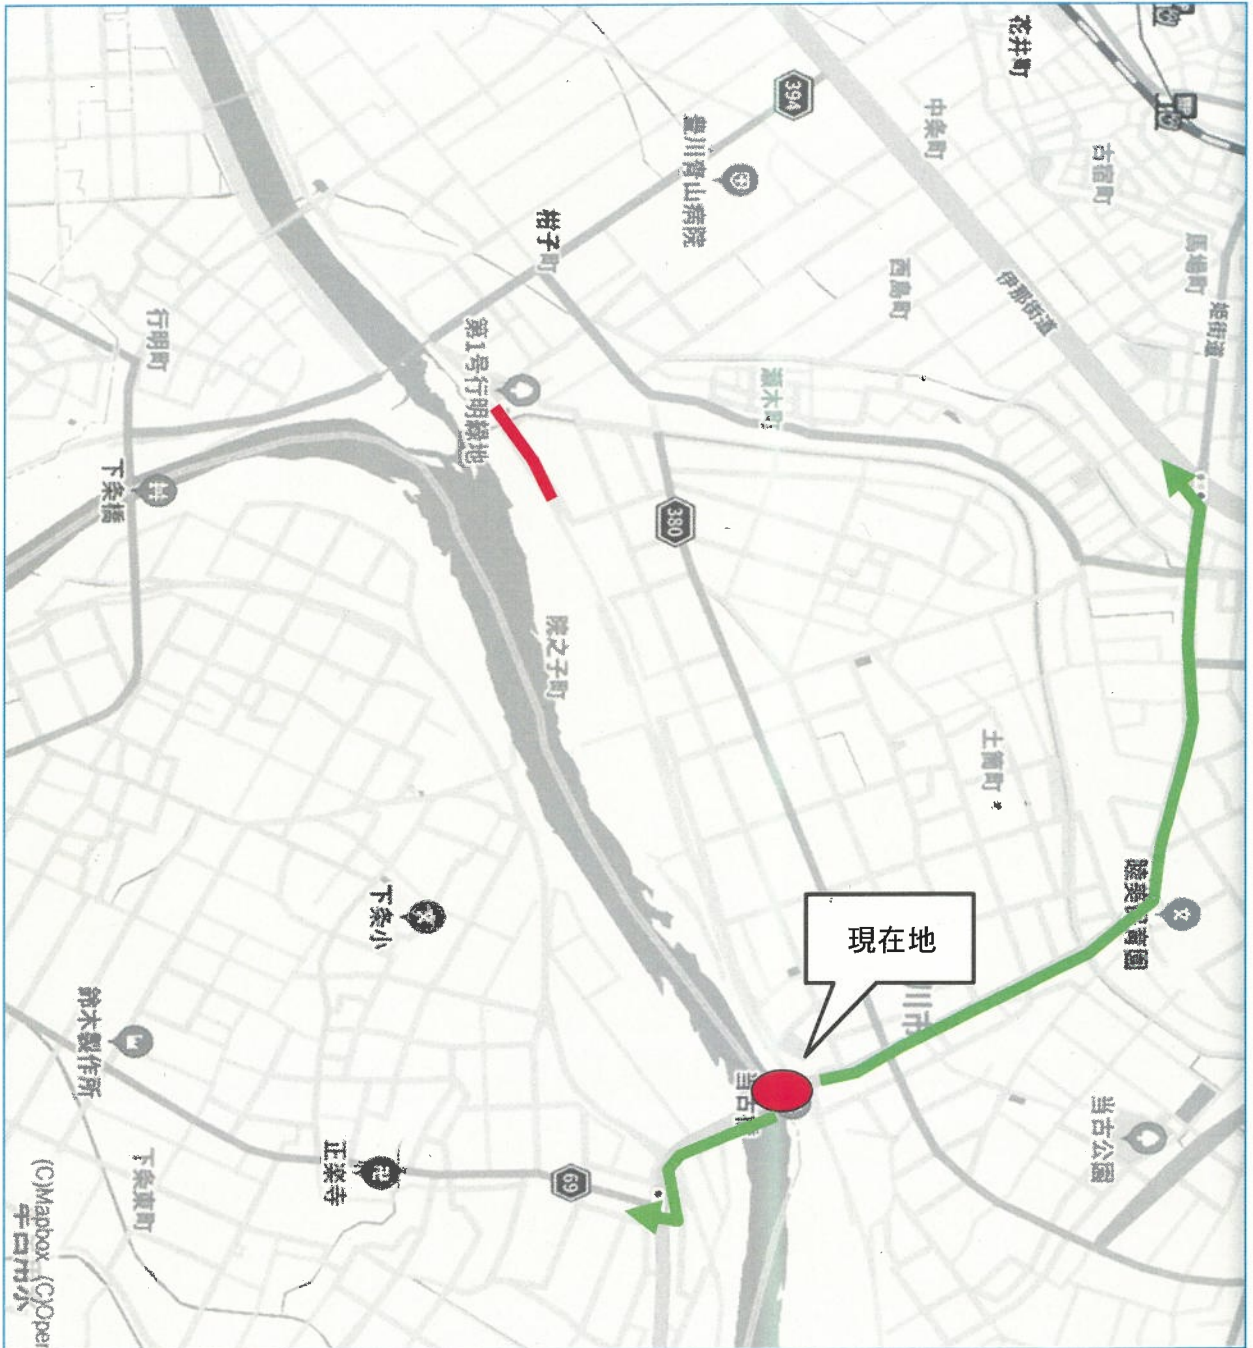 花井町
394
中条町
古宿町
豊川青山病院
馬場町
姫街道
柑子町
西島町
伊那街道
行明町
第1号行明緑地
瀬木町
下条橋
380
院之子町
土筒町
下条小
現在地
川市
鈴木製作所
当古
当古公園
正楽寺
下条東町
69
(C)Mapbox (C)Open